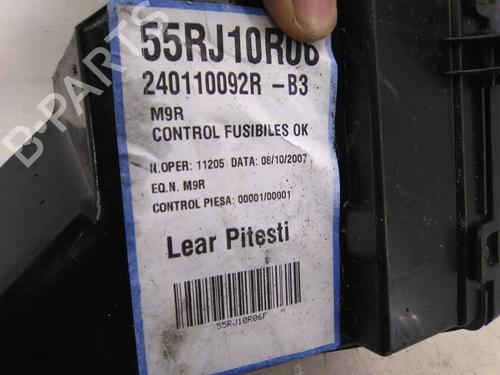 55RJ10R06
240110092R -B3
M9R
CONTROL FUSIBILES OK
N.OPER: 11205 DATA: 08/10/2007
EQ.N. M9R
CONTROL PIESA: 00001/00001
Lear Pitesti
55RJ10R06F
B-PARTS